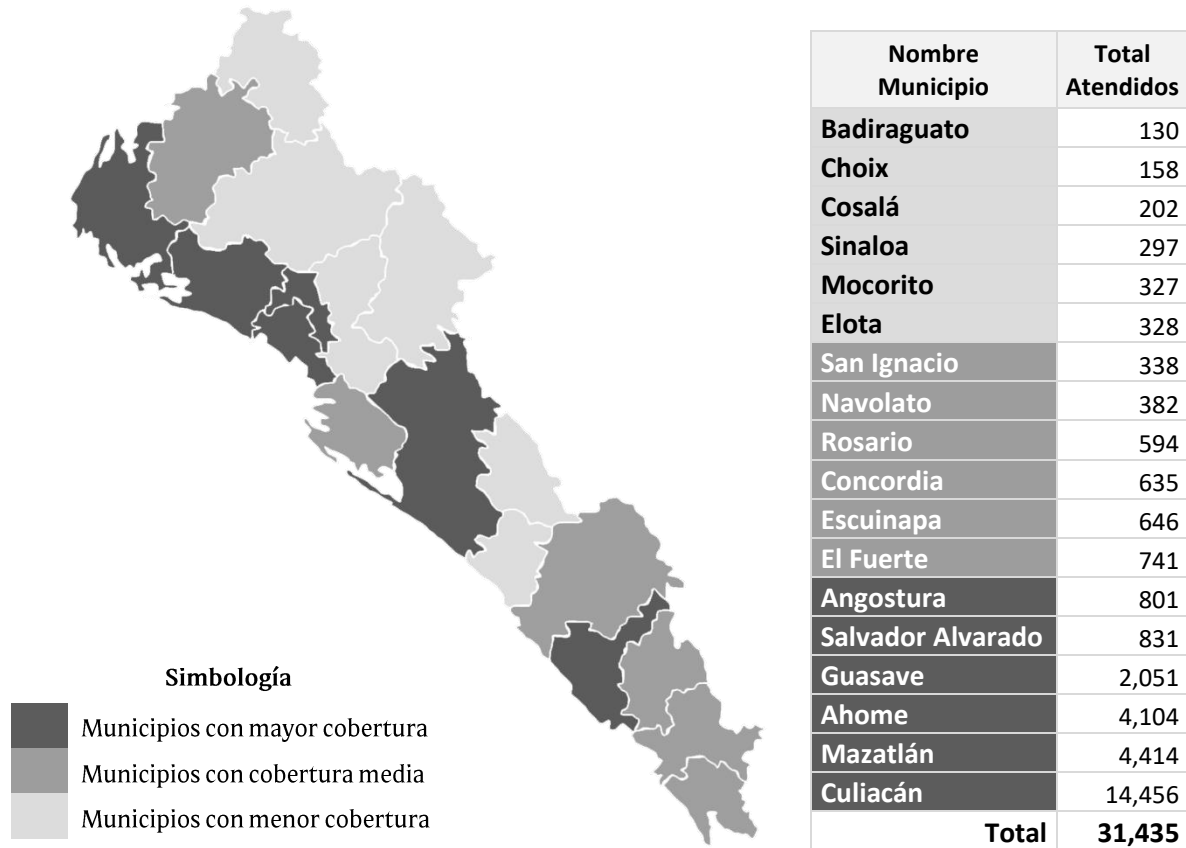 Nombre Municipio Total Atendidos
Badiraguato 130
Choix 158
Cosalá 202
Sinaloa 297
Mocorito 327
Elota 328
San Ignacio 338
Navolato 382
Rosario 594
Concordia 635
Escuinapa 646
El Fuerte 741
Angostura 801
Salvador Alvarado 831
Guasave 2,051
Ahome 4,104
Mazatlán 4,414
Culiacán 14,456
Total 31,435
Simbología
Municipios con mayor cobertura
Municipios con cobertura media
Municipios con menor cobertura